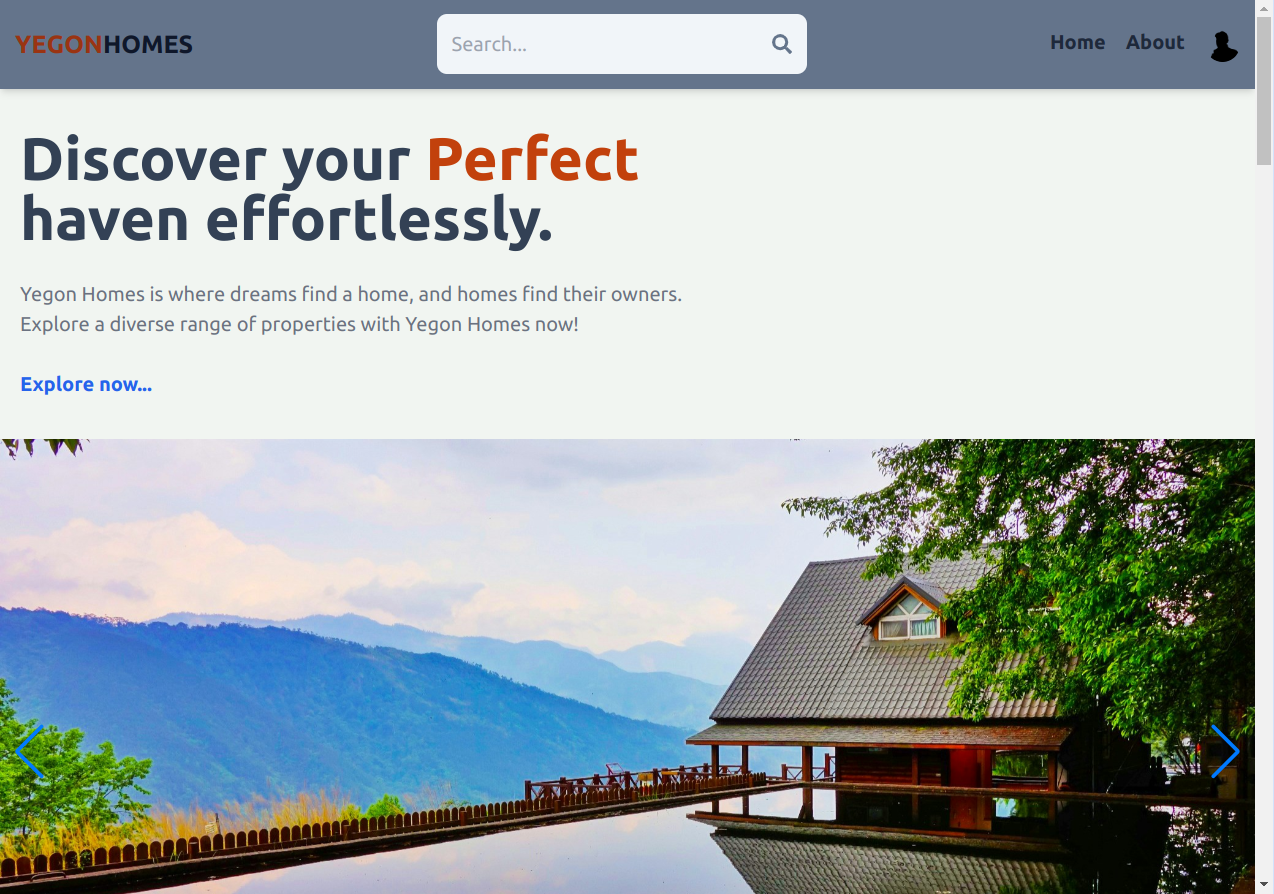 YEGONHOMES
Search...
Home
About
Discover your Perfect
haven effortlessly.
Yegon Homes is where dreams find a home, and homes find their owners.
Explore a diverse range of properties with Yegon Homes now!
Explore now...